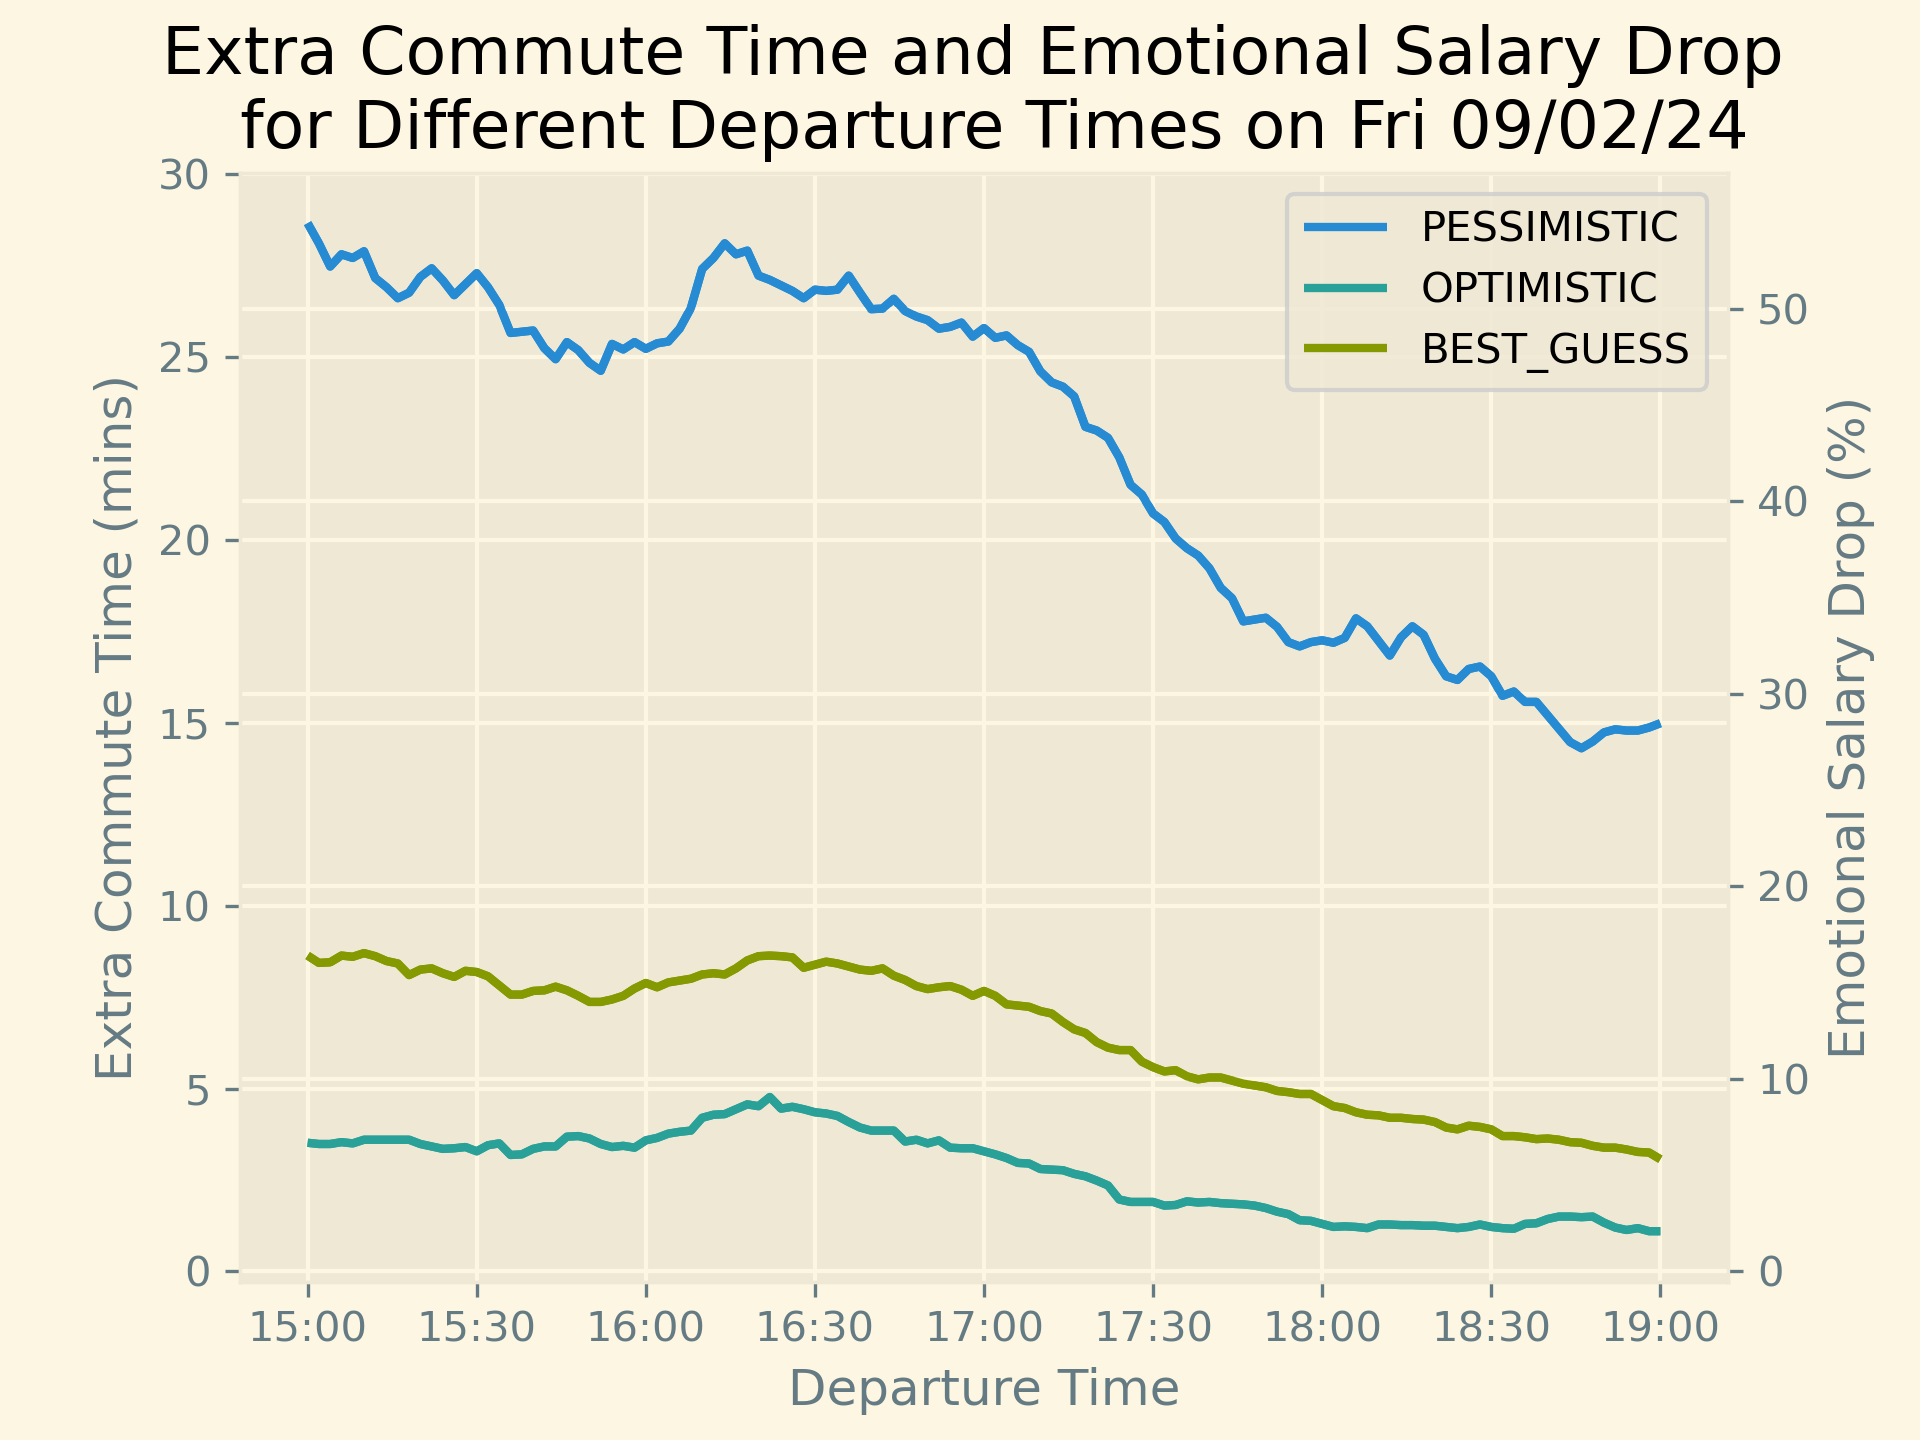 Extra Commute Time and Emotional Salary Drop
for Different Departure Times on Fri 09/02/24
PESSIMISTIC
OPTIMISTIC
BEST_GUESS
Extra Commute Time (mins)
30
25
20
15
10
5
0
Emotional Salary Drop (%)
50
40
30
20
10
0
15:00 15:30 16:00 16:30 17:00 17:30 18:00 18:30 19:00
Departure Time